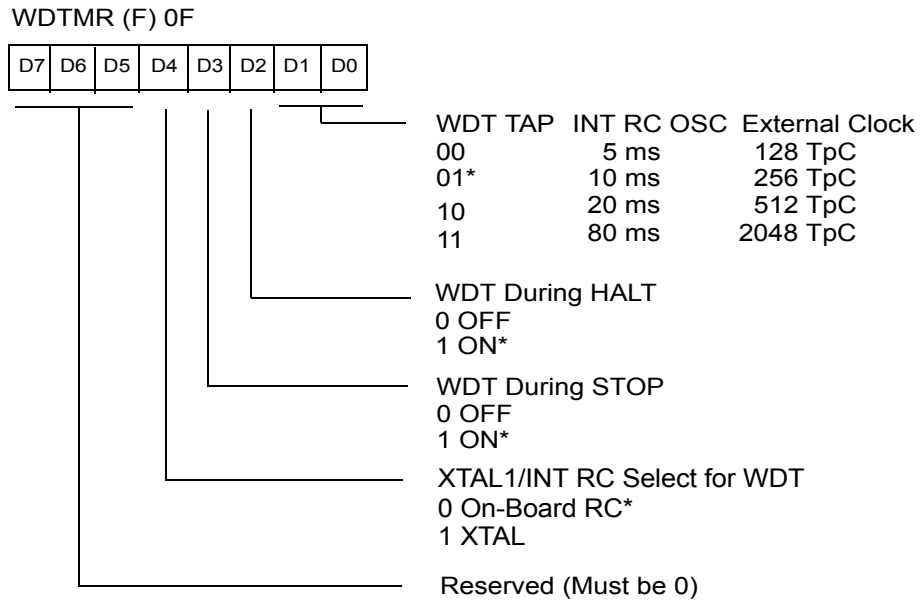 WDTMR (F) 0F
D7 D6 D5 D4 D3 D2 D1 D0
WDT TAP INT RC OSC External Clock
00 5 ms 128 TpC
01* 10 ms 256 TpC
10 20 ms 512 TpC
11 80 ms 2048 TpC
WDT During HALT
0 OFF
1 ON*
WDT During STOP
0 OFF
1 ON*
XTAL1/INT RC Select for WDT
0 On-Board RC*
1 XTAL
Reserved (Must be 0)